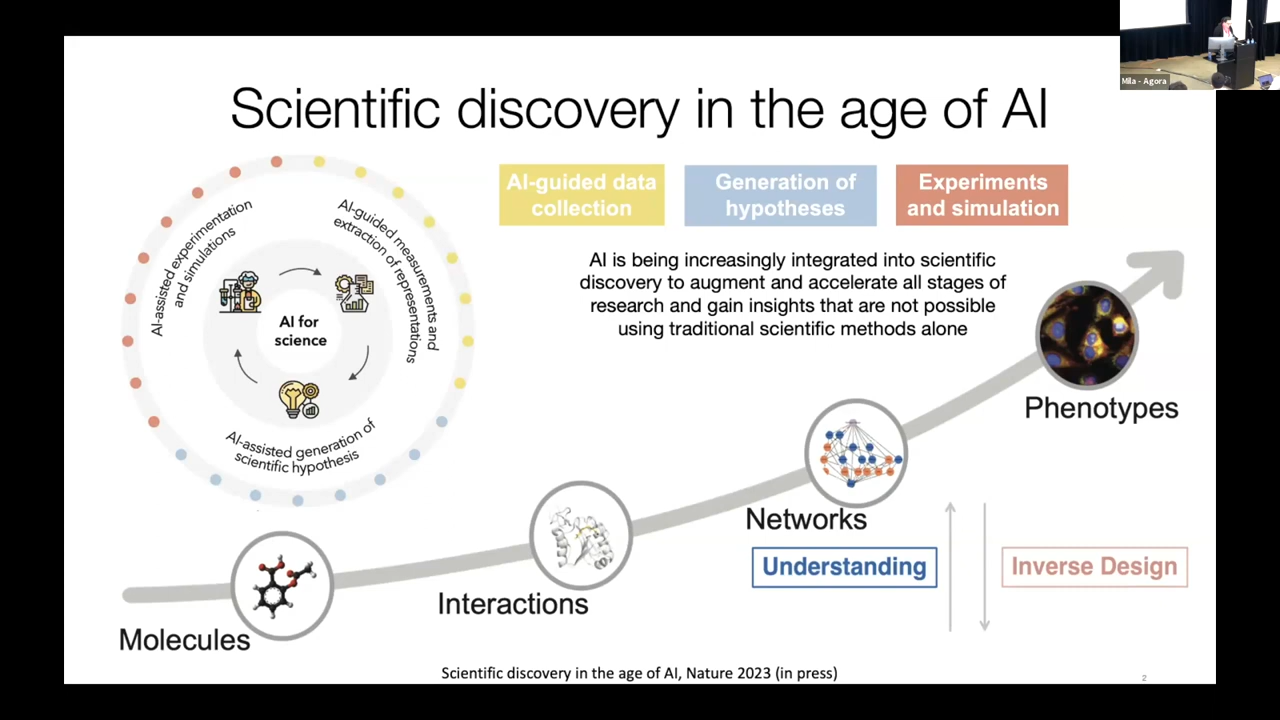 Mila - Agora
Scientific discovery in the age of AI
AI-assisted experimentation
and simulations
AI-guided measurements and
extraction of representations
AI for
science
AI-assisted generation of
scientific hypothesis
AI-guided data
collection
Generation of
hypotheses
Experiments
and simulation
AI is being increasingly integrated into scientific
discovery to augment and accelerate all stages of
research and gain insights that are not possible
using traditional scientific methods alone
Phenotypes
Networks
Understanding
Inverse Design
Interactions
Molecules
Scientific discovery in the age of AI, Nature 2023 (in press)
2